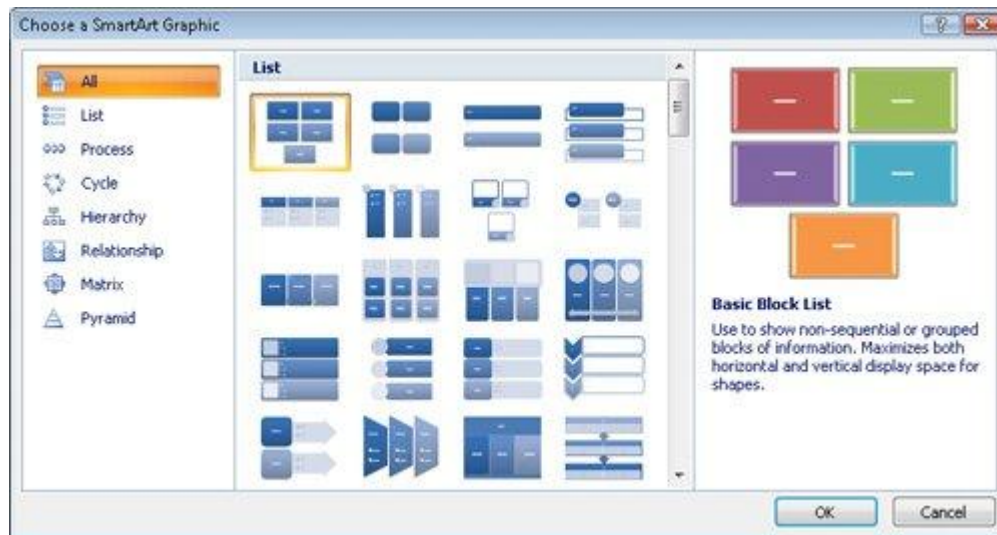 Choose a SmartArt Graphic
All
List
Process
Cycle
Hierarchy
Relationship
Matrix
Pyramid
List
Basic Block List
Use to show non-sequential or grouped
blocks of information. Maximizes both
horizontal and vertical display space for
shapes.
OK
Cancel